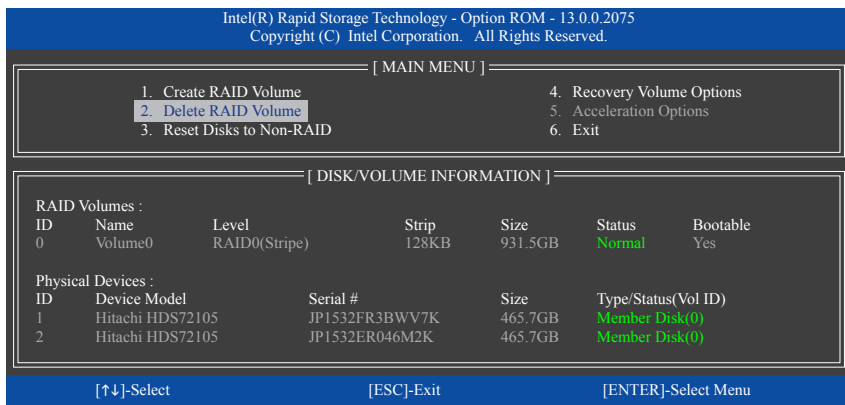 Intel(R) Rapid Storage Technology - Option ROM - 13.0.0.2075
Copyright (C) Intel Corporation. All Rights Reserved.
[ MAIN MENU ]
1. Create RAID Volume 4. Recovery Volume Options
2. Delete RAID Volume 5. Acceleration Options
3. Reset Disks to Non-RAID 6. Exit
[ DISK/VOLUME INFORMATION ]
RAID Volumes :
ID Name Level Strip Size Status Bootable
0 Volume0 RAID0(Stripe) 128KB 931.5GB Normal Yes
Physical Devices :
ID Device Model Serial # Size Type/Status(Vol ID)
1 Hitachi HDS72105 JP1532FR3BWV7K 465.7GB Member Disk(0)
2 Hitachi HDS72105 JP1532ER046M2K 465.7GB Member Disk(0)
[↑↓]-Select [ESC]-Exit [ENTER]-Select Menu